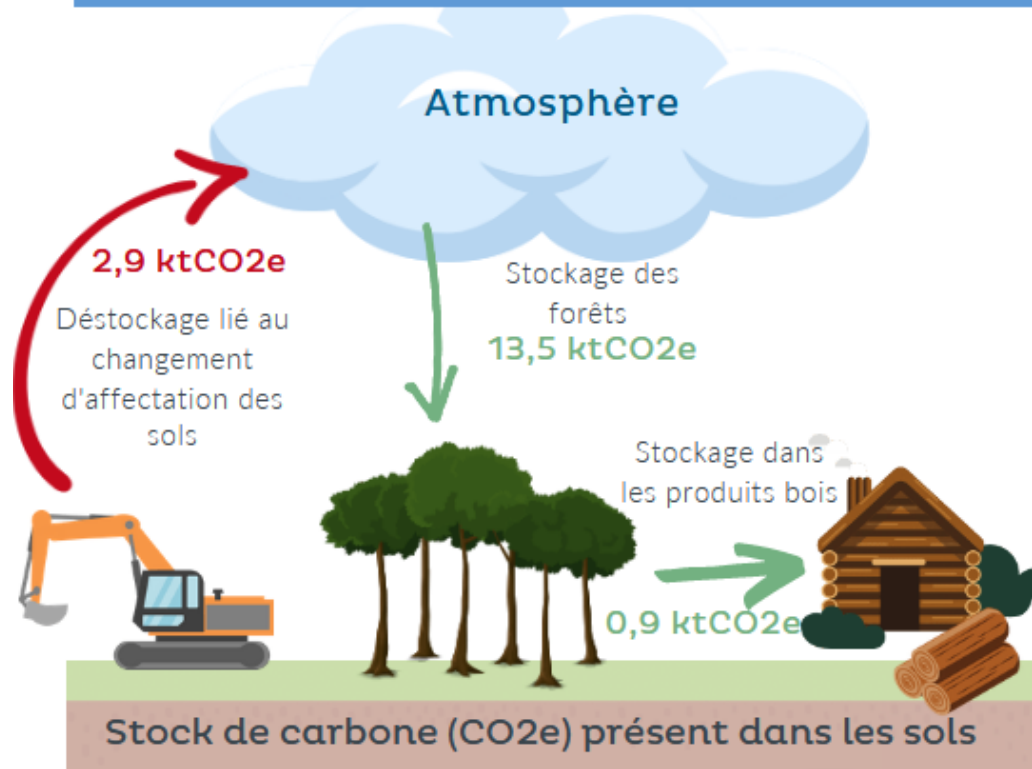 Atmosphère
2,9 ktCO2e
Déstockage lié au
changement
d'affectation des
sols
Stockage des
forêts
13,5 ktCO2e
Stockage dans
les produits bois
0,9 ktCO2e
Stock de carbone (CO2e) présent dans les sols